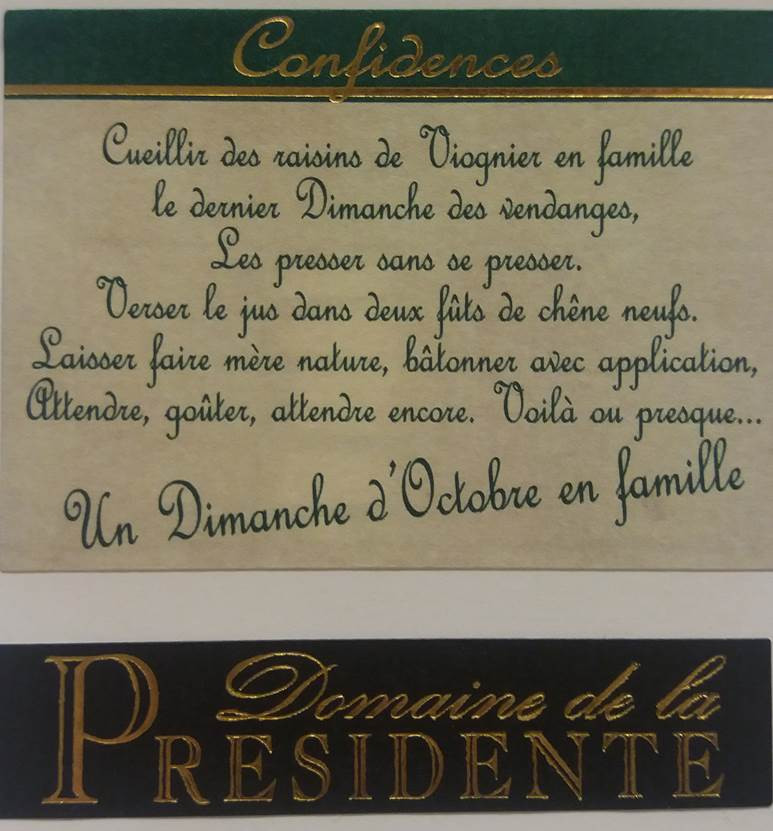 Confidences
Cueillir des raisins de Viognier en famille
le dernier Dimanche des vendanges,
Les presser sans se presser.
Verser le jus dans deux fûts de chêne neufs.
Laisser faire mère nature, bâtonner avec application,
Attendre, goûter, attendre encore. Voilà ou presque...
Un Dimanche d'Octobre en famille
Domaine de la
PRESIDENTE